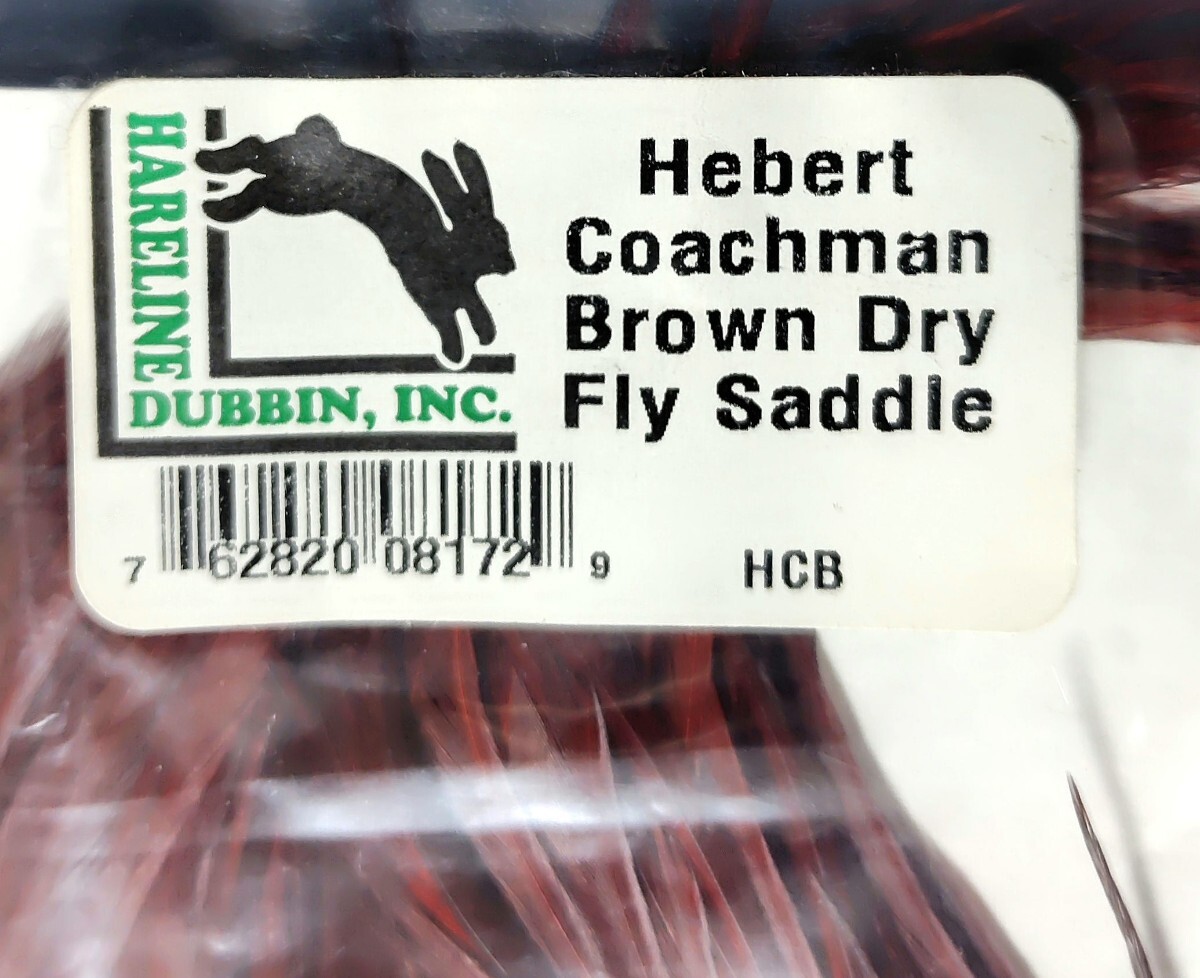 HARELINE
DUBBIN, INC.
Hebert
Coachman
Brown Dry
Fly Saddle
7 62820 08172 9
HCB